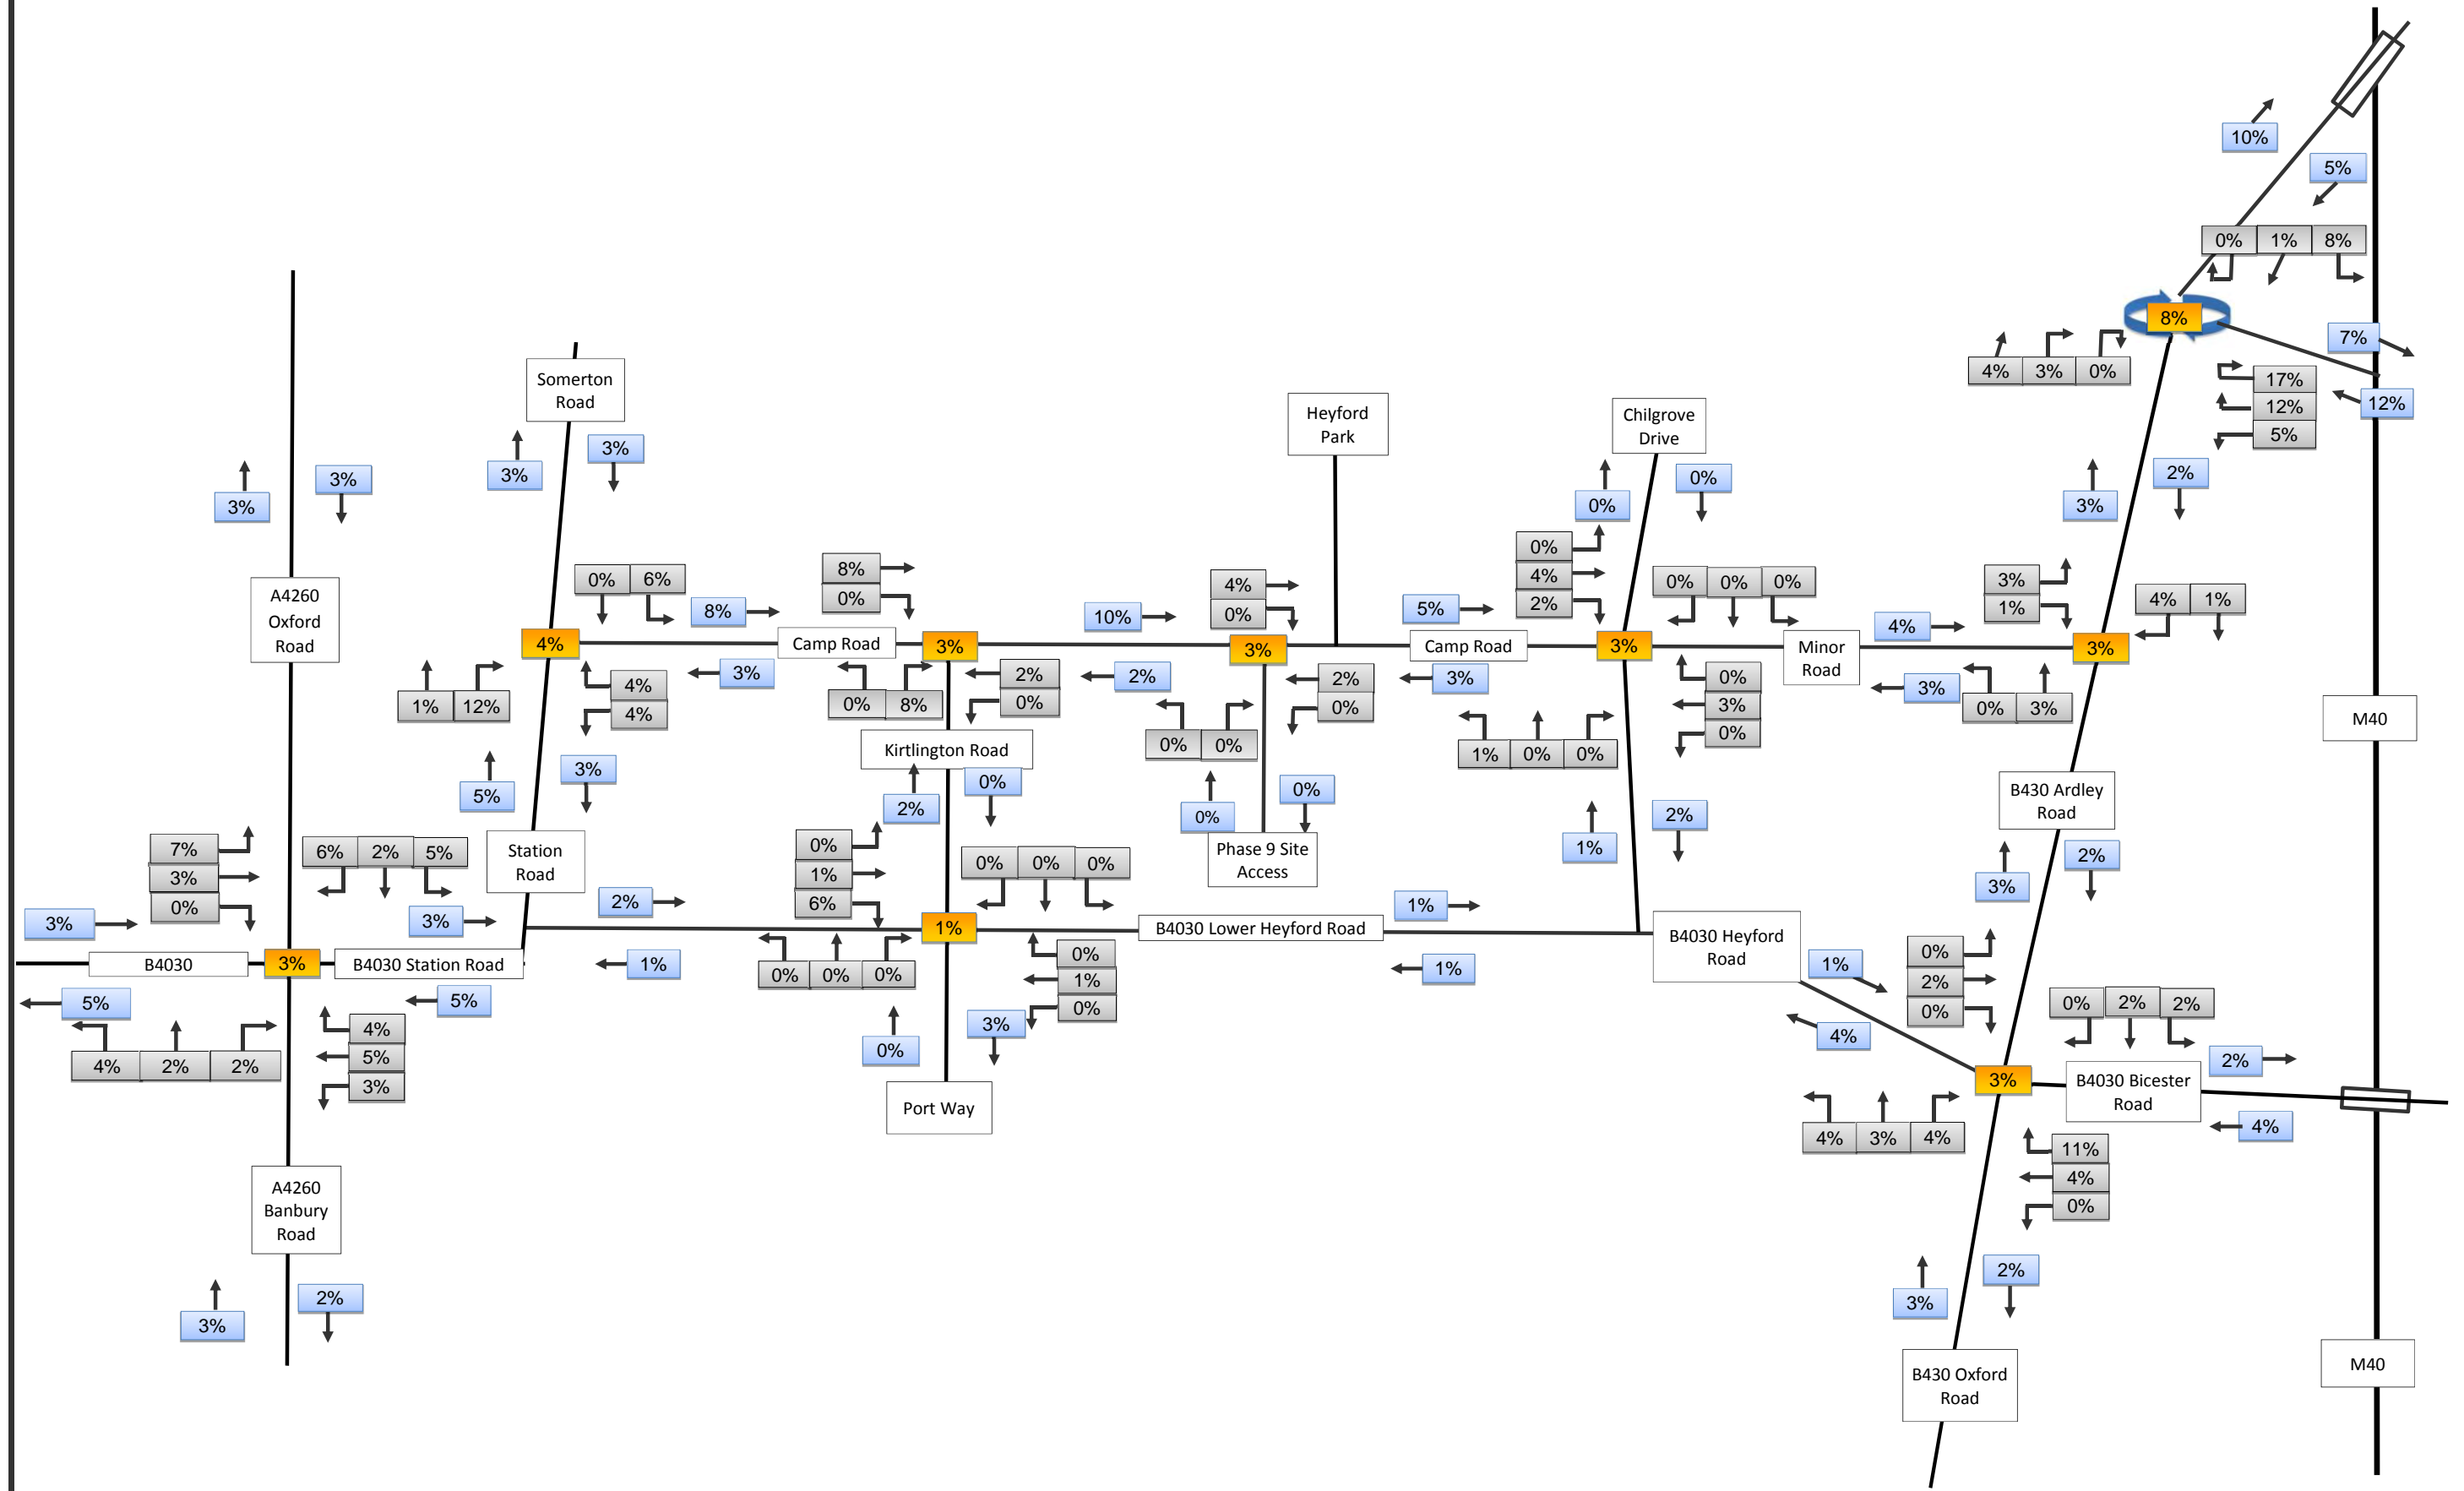 10%
5%
0% 1% 8%
8%
7%
4% 3% 0%
17%
12%
12%
5%
Somerton
Road
Heyford
Park
Chilgrove
Drive
3%
3%
3%
3%
0%
0%
3%
2%
A4260
Oxford
Road
0% 6%
8%
8%
0%
10%
4%
0%
5%
0%
4%
2%
0% 0% 0%
4%
3%
1%
4% 1%
4%
Camp Road
3%
3%
Camp Road
3%
Minor
Road
3%
1% 12%
4%
4%
3%
0% 8%
2%
0%
2%
2%
0%
3%
0%
3%
0%
3%
0% 3%
M40
Kirtlington Road
0% 0%
1% 0% 0%
5%
3%
2%
0%
0%
0%
1%
2%
B430 Ardley
Road
7%
3%
0%
6% 2% 5%
Station
Road
0%
1%
6%
0% 0% 0%
Phase 9 Site
Access
3%
2%
3%
3%
2%
1%
B4030
3%
B4030 Station Road
1%
B4030 Lower Heyford Road
B4030 Heyford
Road
1%
0% 0% 0%
0%
1%
0%
1%
1%
0%
2%
0%
5%
5%
4% 2% 2%
4%
5%
3%
0%
3%
4%
0% 2% 2%
2%
3%
B4030 Bicester
Road
Port Way
4% 3% 4%
11%
4%
0%
4%
A4260
Banbury
Road
3%
2%
3%
2%
B430 Oxford
Road
M40